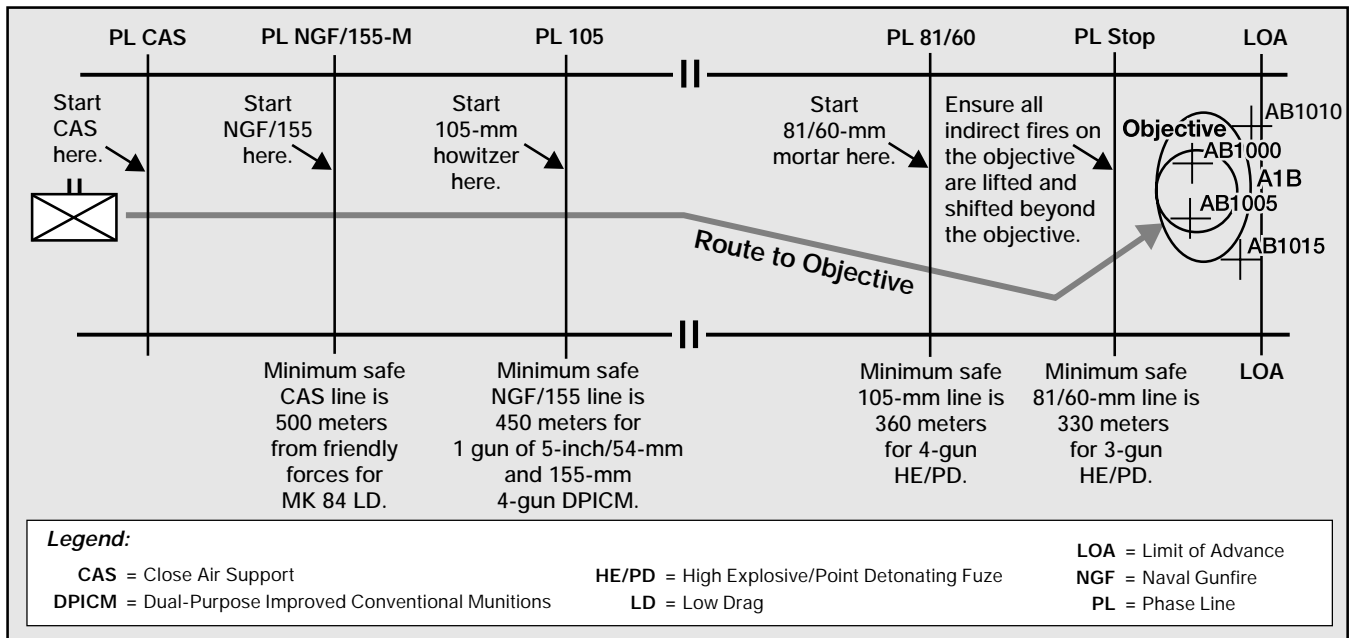 PL CAS
PL NGF/155-M
PL 105
PL 81/60
PL Stop
LOA
Start
CAS
here.
Start
NGF/155
here.
Start
105-mm
howitzer
here.
Start
81/60-mm
mortar here.
Ensure all
indirect fires on
the objective
are lifted and
shifted beyond
the objective.
Objective
AB1010
AB1000
A1B
AB1005
AB1015
Route to Objective
Minimum safe
CAS line is
500 meters
from friendly
forces for
MK 84 LD.
Minimum safe
NGF/155 line is
450 meters for
1 gun of 5-inch/54-mm
and 155-mm
4-gun DPICM.
Minimum safe
105-mm line is
360 meters
for 4-gun
HE/PD.
Minimum safe
81/60-mm line is
330 meters
for 3-gun
HE/PD.
LOA
Legend:
CAS = Close Air Support
DPICM = Dual-Purpose Improved Conventional Munitions
HE/PD = High Explosive/Point Detonating Fuze
LD = Low Drag
LOA = Limit of Advance
NGF = Naval Gunfire
PL = Phase Line